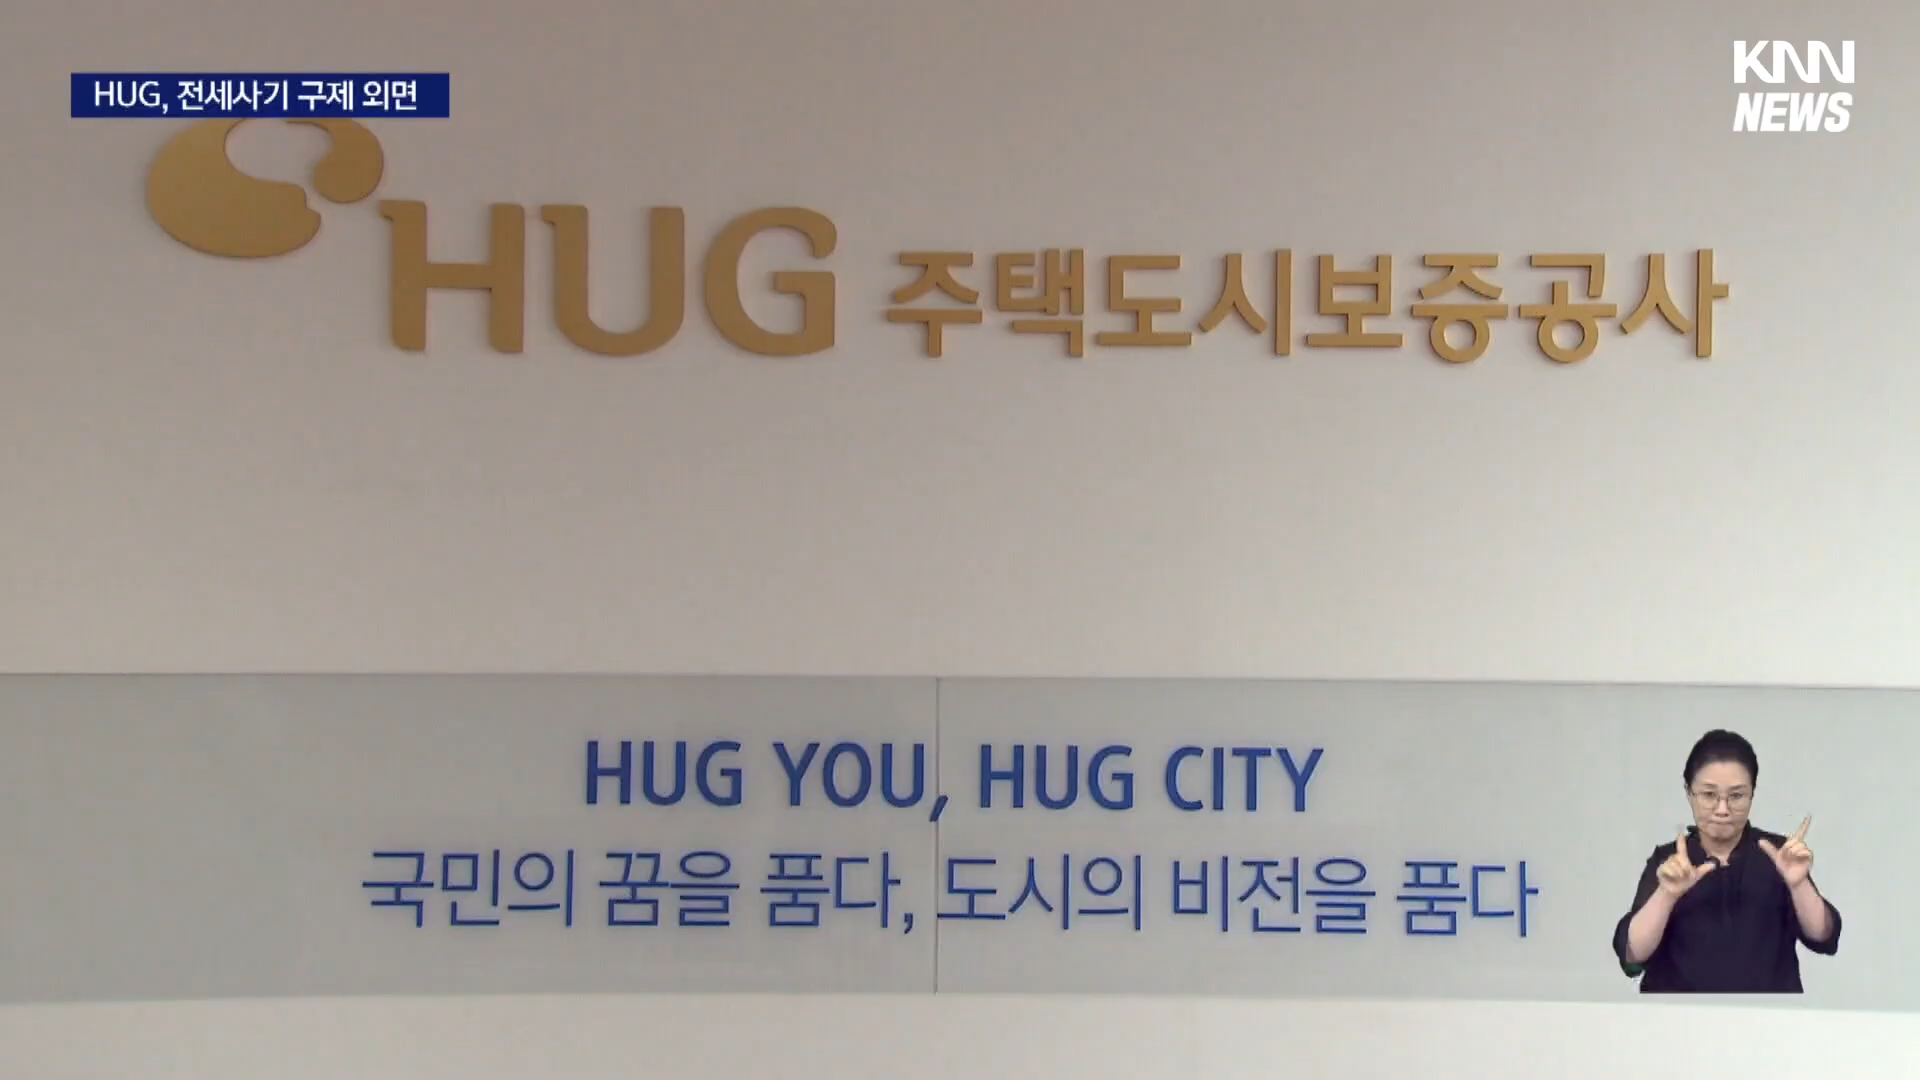 HUG, 전세사기 구제 외면
KNN
NEWS
HUG 주택도시보증공사
HUG YOU, HUG CITY
국민의 꿈을 품다, 도시의 비전을 품다